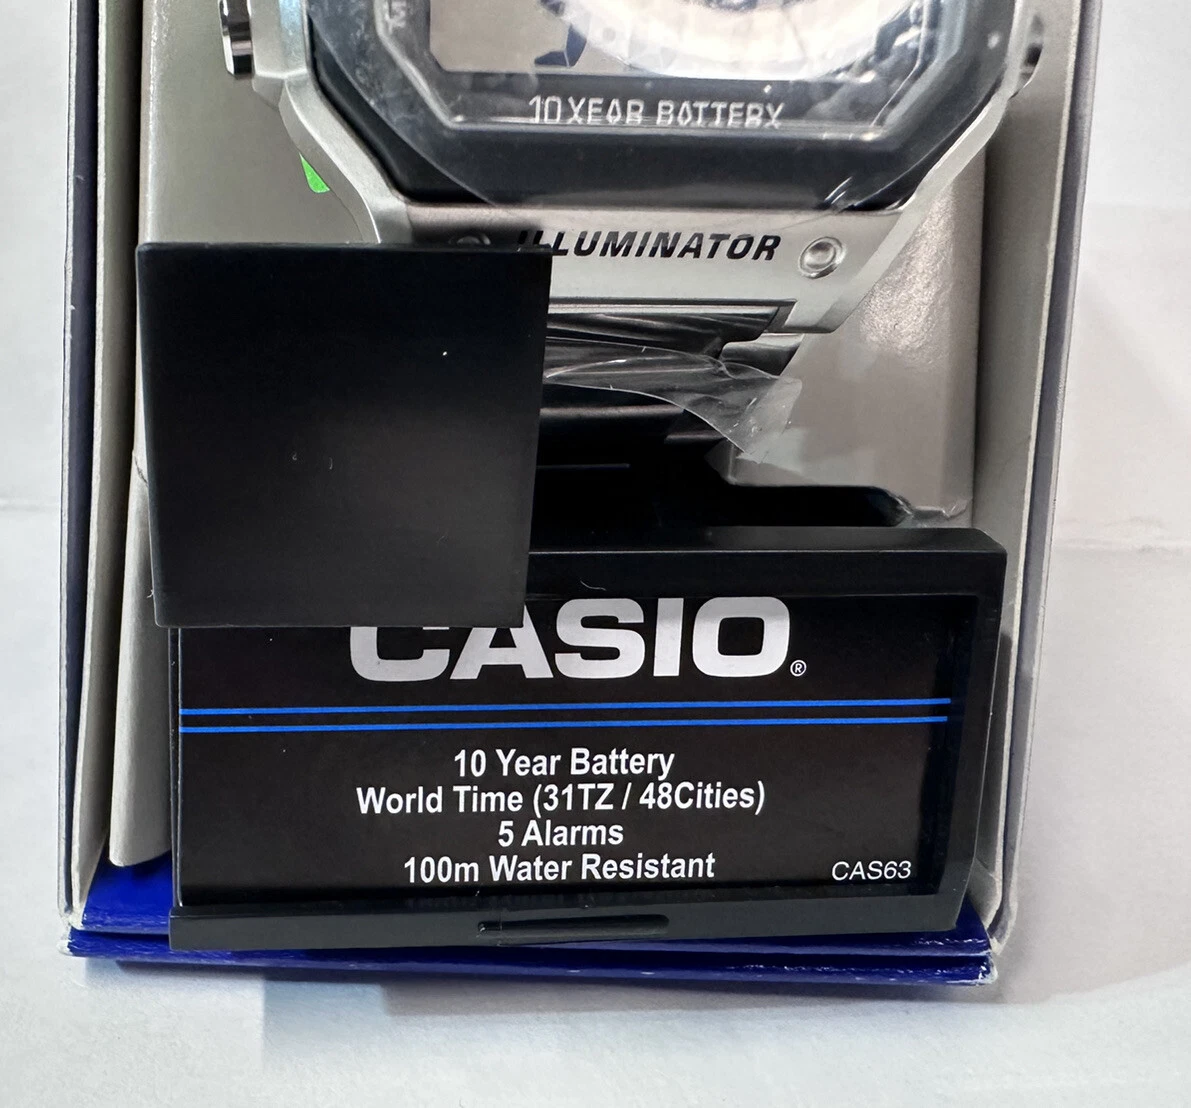 10 YEAR BATTERY
ILLUMINATOR
CASIO®
10 Year Battery
World Time (31TZ / 48Cities)
5 Alarms
100m Water Resistant
CAS63